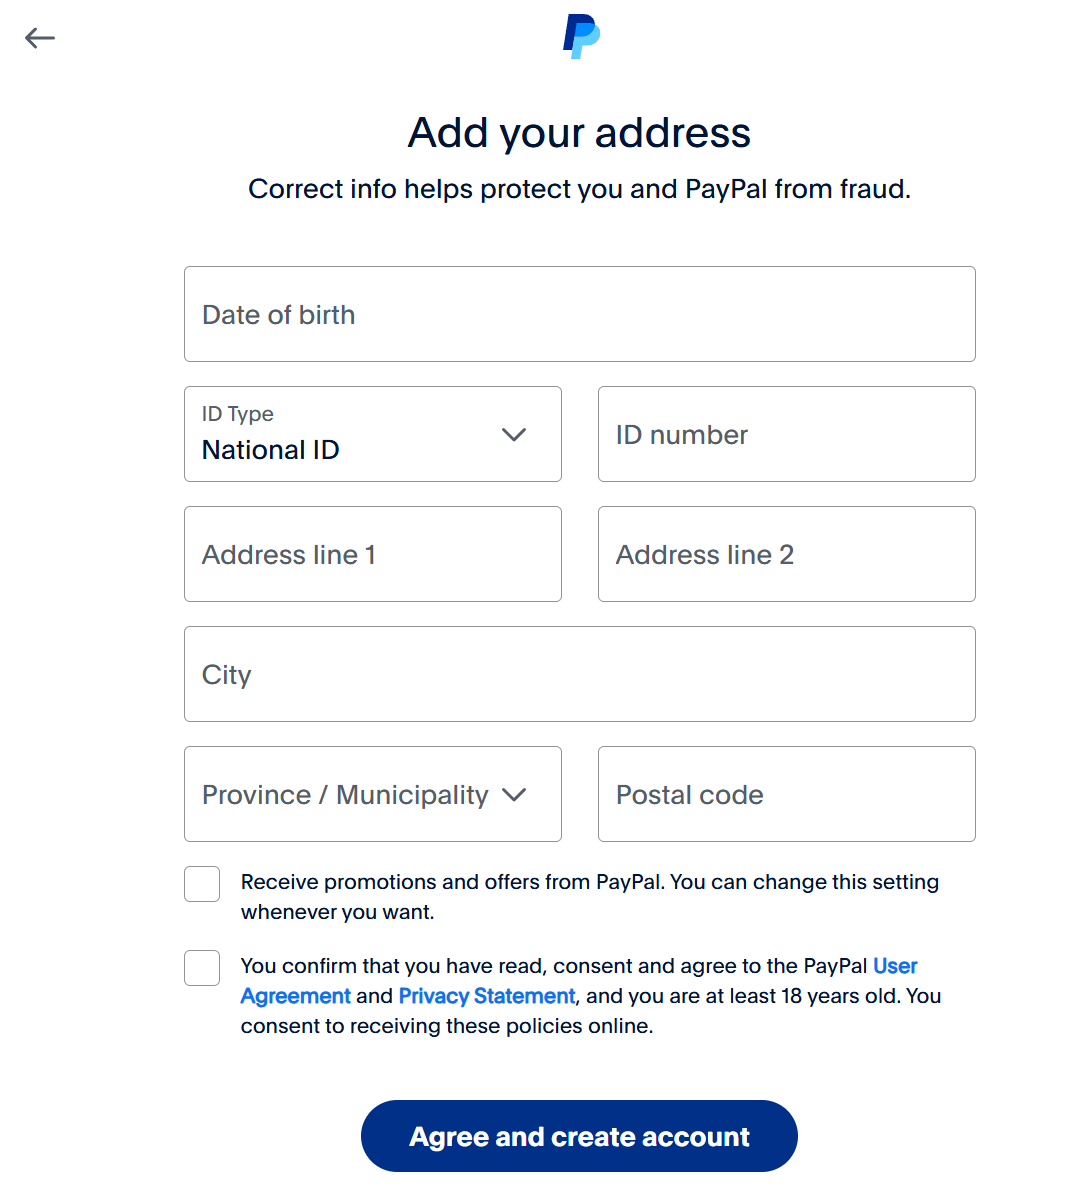 Add your address
Correct info helps protect you and PayPal from fraud.
Date of birth
ID Type
National ID
ID number
Address line 1
Address line 2
City
Province / Municipality
Postal code
Receive promotions and offers from PayPal. You can change this setting
whenever you want.
You confirm that you have read, consent and agree to the PayPal User
Agreement and Privacy Statement, and you are at least 18 years old. You
consent to receiving these policies online.
Agree and create account